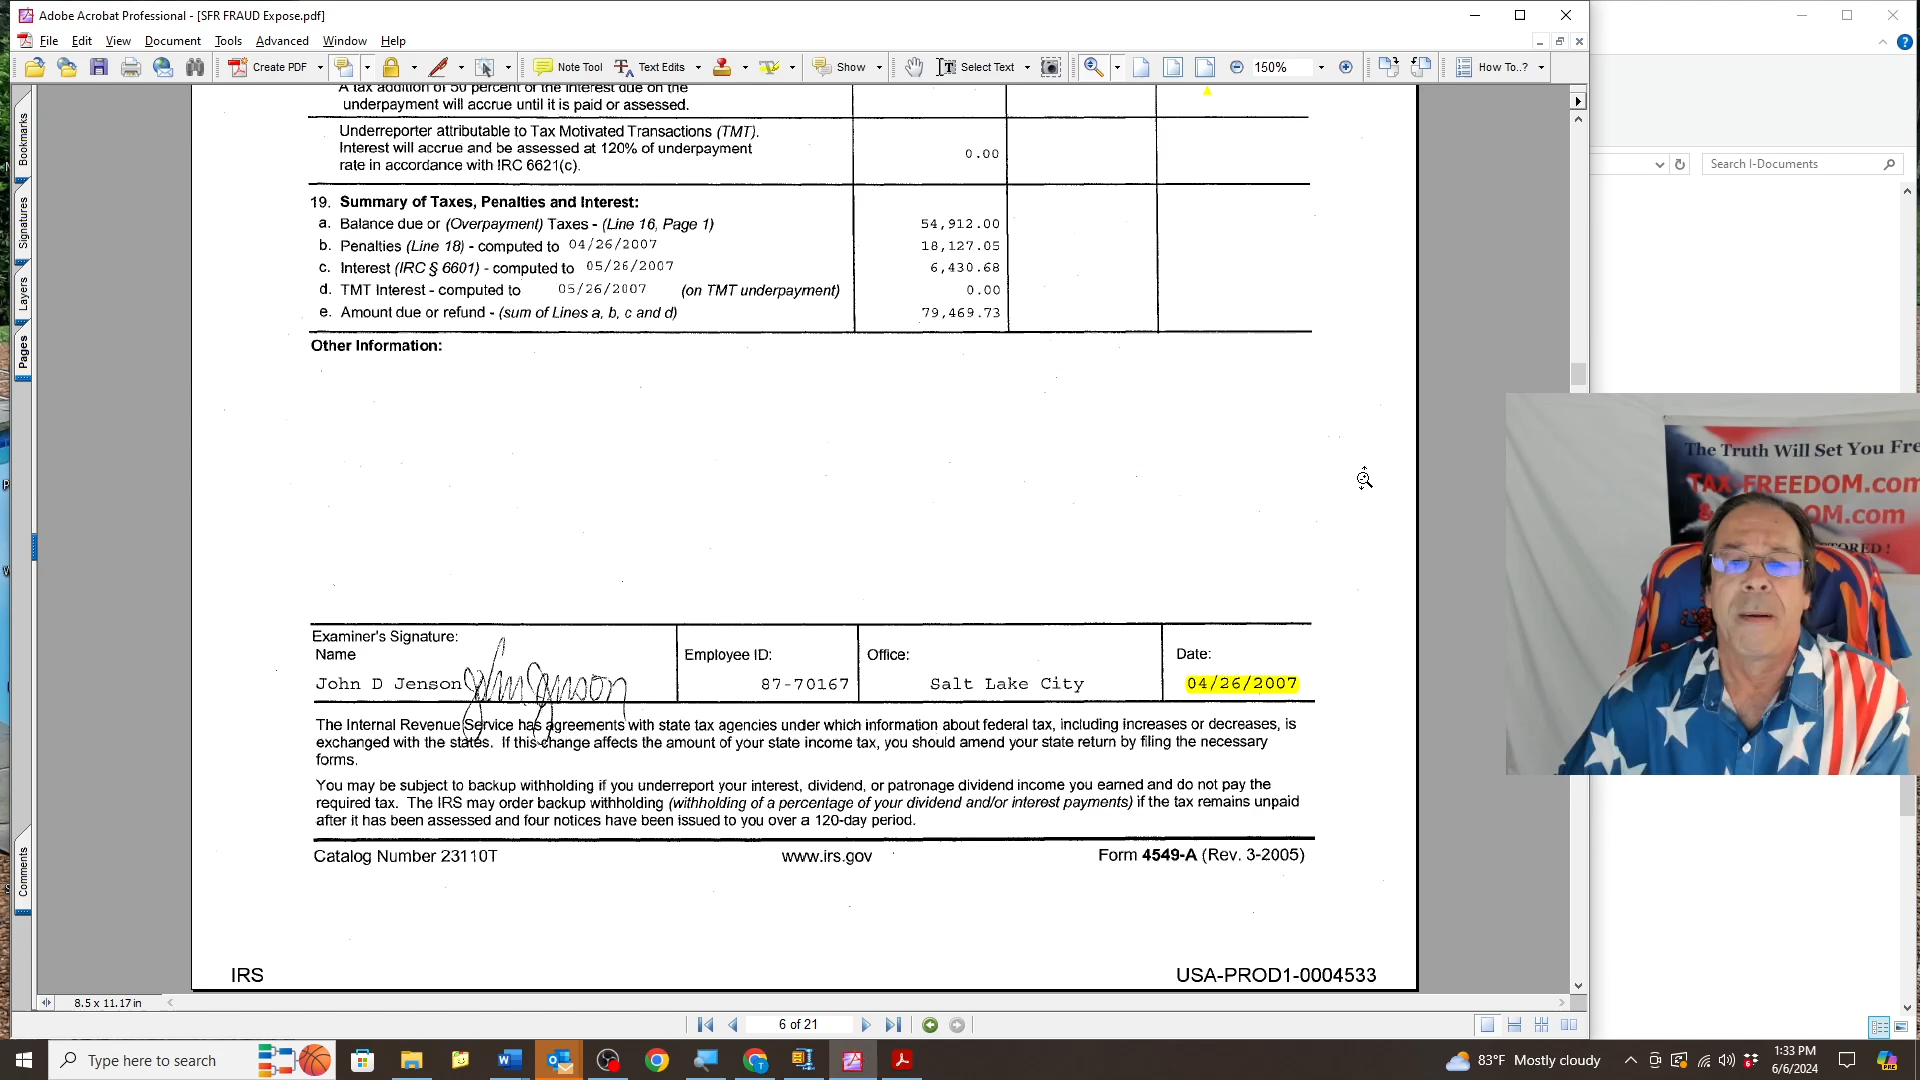 Adobe Acrobat Professional - [SFR FRAUD Expose.pdf]
File Edit View Document Tools Advanced Window Help
Create PDF Note Tool Text Edits Show Select Text 150% How To..?
Search I-Documents
Bookmarks
Signatures
Layers
Pages
Comments
A tax addition of 50 percent of the interest due on the
underpayment will accrue until it is paid or assessed.
Underreporter attributable to Tax Motivated Transactions (TMT).
Interest will accrue and be assessed at 120% of underpayment
rate in accordance with IRC 6621(c).
0.00
19. Summary of Taxes, Penalties and Interest:
a. Balance due or (Overpayment) Taxes - (Line 16, Page 1) 54,912.00
b. Penalties (Line 18) - computed to 04/26/2007 18,127.05
c. Interest (IRC § 6601) - computed to 05/26/2007 6,430.68
d. TMT Interest - computed to 05/26/2007 (on TMT underpayment) 0.00
e. Amount due or refund - (sum of Lines a, b, c and d) 79,469.73
Other Information:
Examiner's Signature:
Name Employee ID: Office: Date:
John D Jenson John Jenson 87-70167 Salt Lake City 04/26/2007
The Internal Revenue Service has agreements with state tax agencies under which information about federal tax, including increases or decreases, is
exchanged with the states. If this change affects the amount of your state income tax, you should amend your state return by filing the necessary
forms.
You may be subject to backup withholding if you underreport your interest, dividend, or patronage dividend income you earned and do not pay the
required tax. The IRS may order backup withholding (withholding of a percentage of your dividend and/or interest payments) if the tax remains unpaid
after it has been assessed and four notices have been issued to you over a 120-day period.
Catalog Number 23110T www.irs.gov Form 4549-A (Rev. 3-2005)
IRS USA-PROD1-0004533
The Truth Will Set You Fre
TAX-FREEDOM.com
&
OM.com
ORED !
8.5 x 11.17 in
6 of 21
Type here to search
83°F Mostly cloudy
1:33 PM
6/6/2024